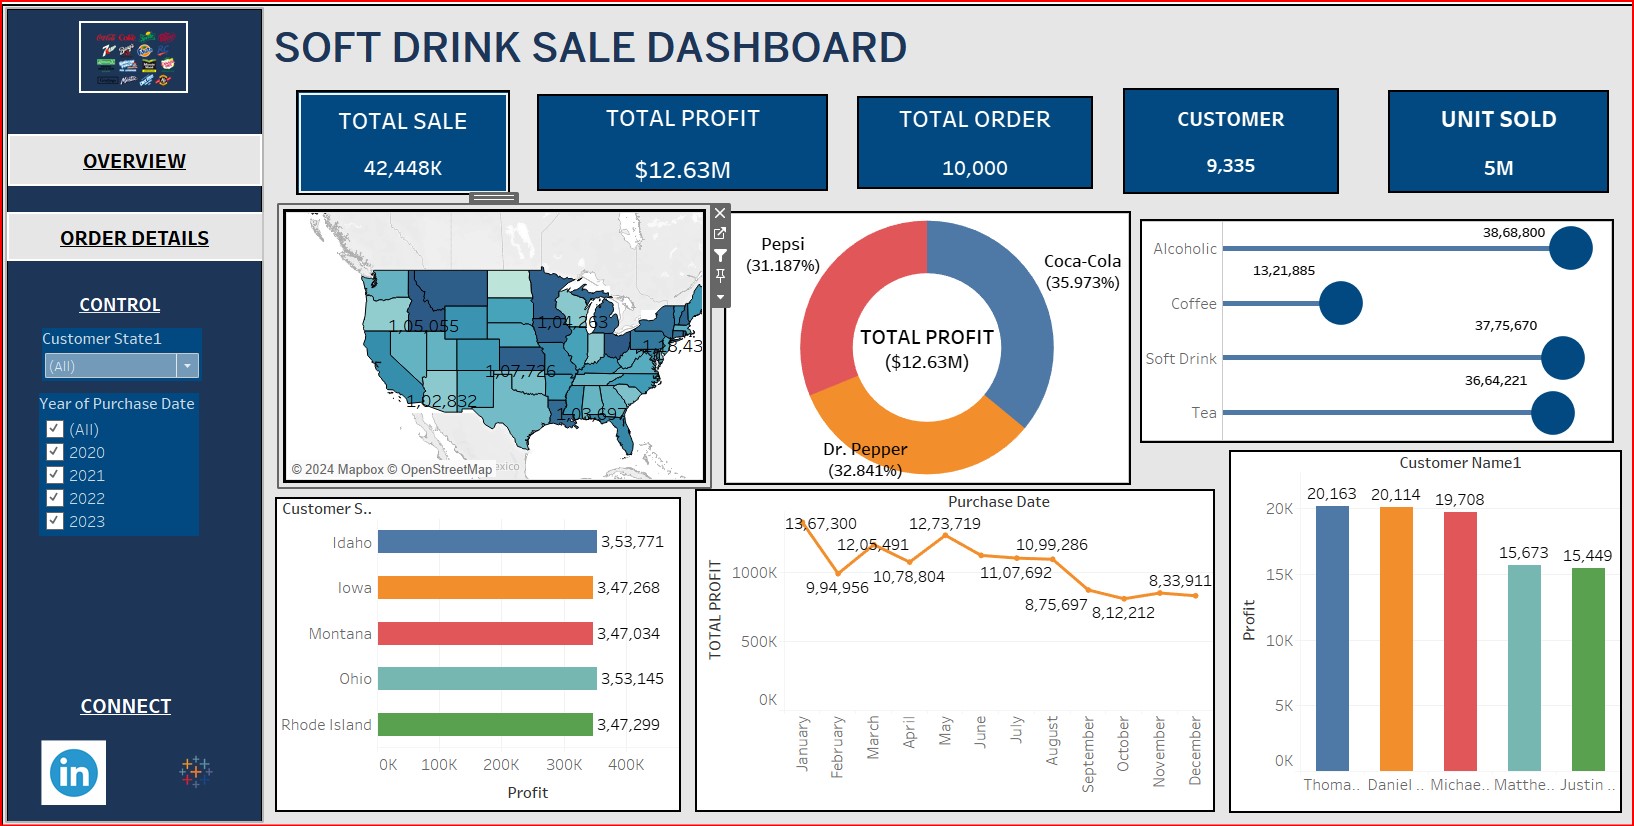 SOFT DRINK SALE DASHBOARD
OVERVIEW
ORDER DETAILS
CONTROL
Customer State1
(All)
Year of Purchase Date
(All)
2020
2021
2022
2023
CONNECT
in
TOTAL SALE
42,448K
TOTAL PROFIT
$12.63M
TOTAL ORDER
10,000
CUSTOMER
9,335
UNIT SOLD
5M
1,05,055
1,04,263
1,07,726
1,02,832
1,03,697
© 2024 Mapbox © OpenStreetMap
Pepsi
(31.187%)
Coca-Cola
(35.973%)
TOTAL PROFIT
($12.63M)
Dr. Pepper
(32.841%)
Alcoholic
38,68,800
Coffee
13,21,885
Soft Drink
37,75,670
Tea
36,64,221
Customer S..
Idaho
3,53,771
Iowa
3,47,268
Montana
3,47,034
Ohio
3,53,145
Rhode Island
3,47,299
0K 100K 200K 300K 400K
Profit
Purchase Date
TOTAL PROFIT
1000K
500K
0K
13,67,300
9,94,956
12,05,491
10,78,804
12,73,719
11,07,692
10,99,286
8,75,697
8,12,212
8,33,911
January
February
March
April
May
June
July
August
September
October
November
December
Customer Name1
Profit
20K
15K
10K
5K
0K
20,163
20,114
19,708
15,673
15,449
Thoma..
Daniel ..
Michae..
Matthe..
Justin ..